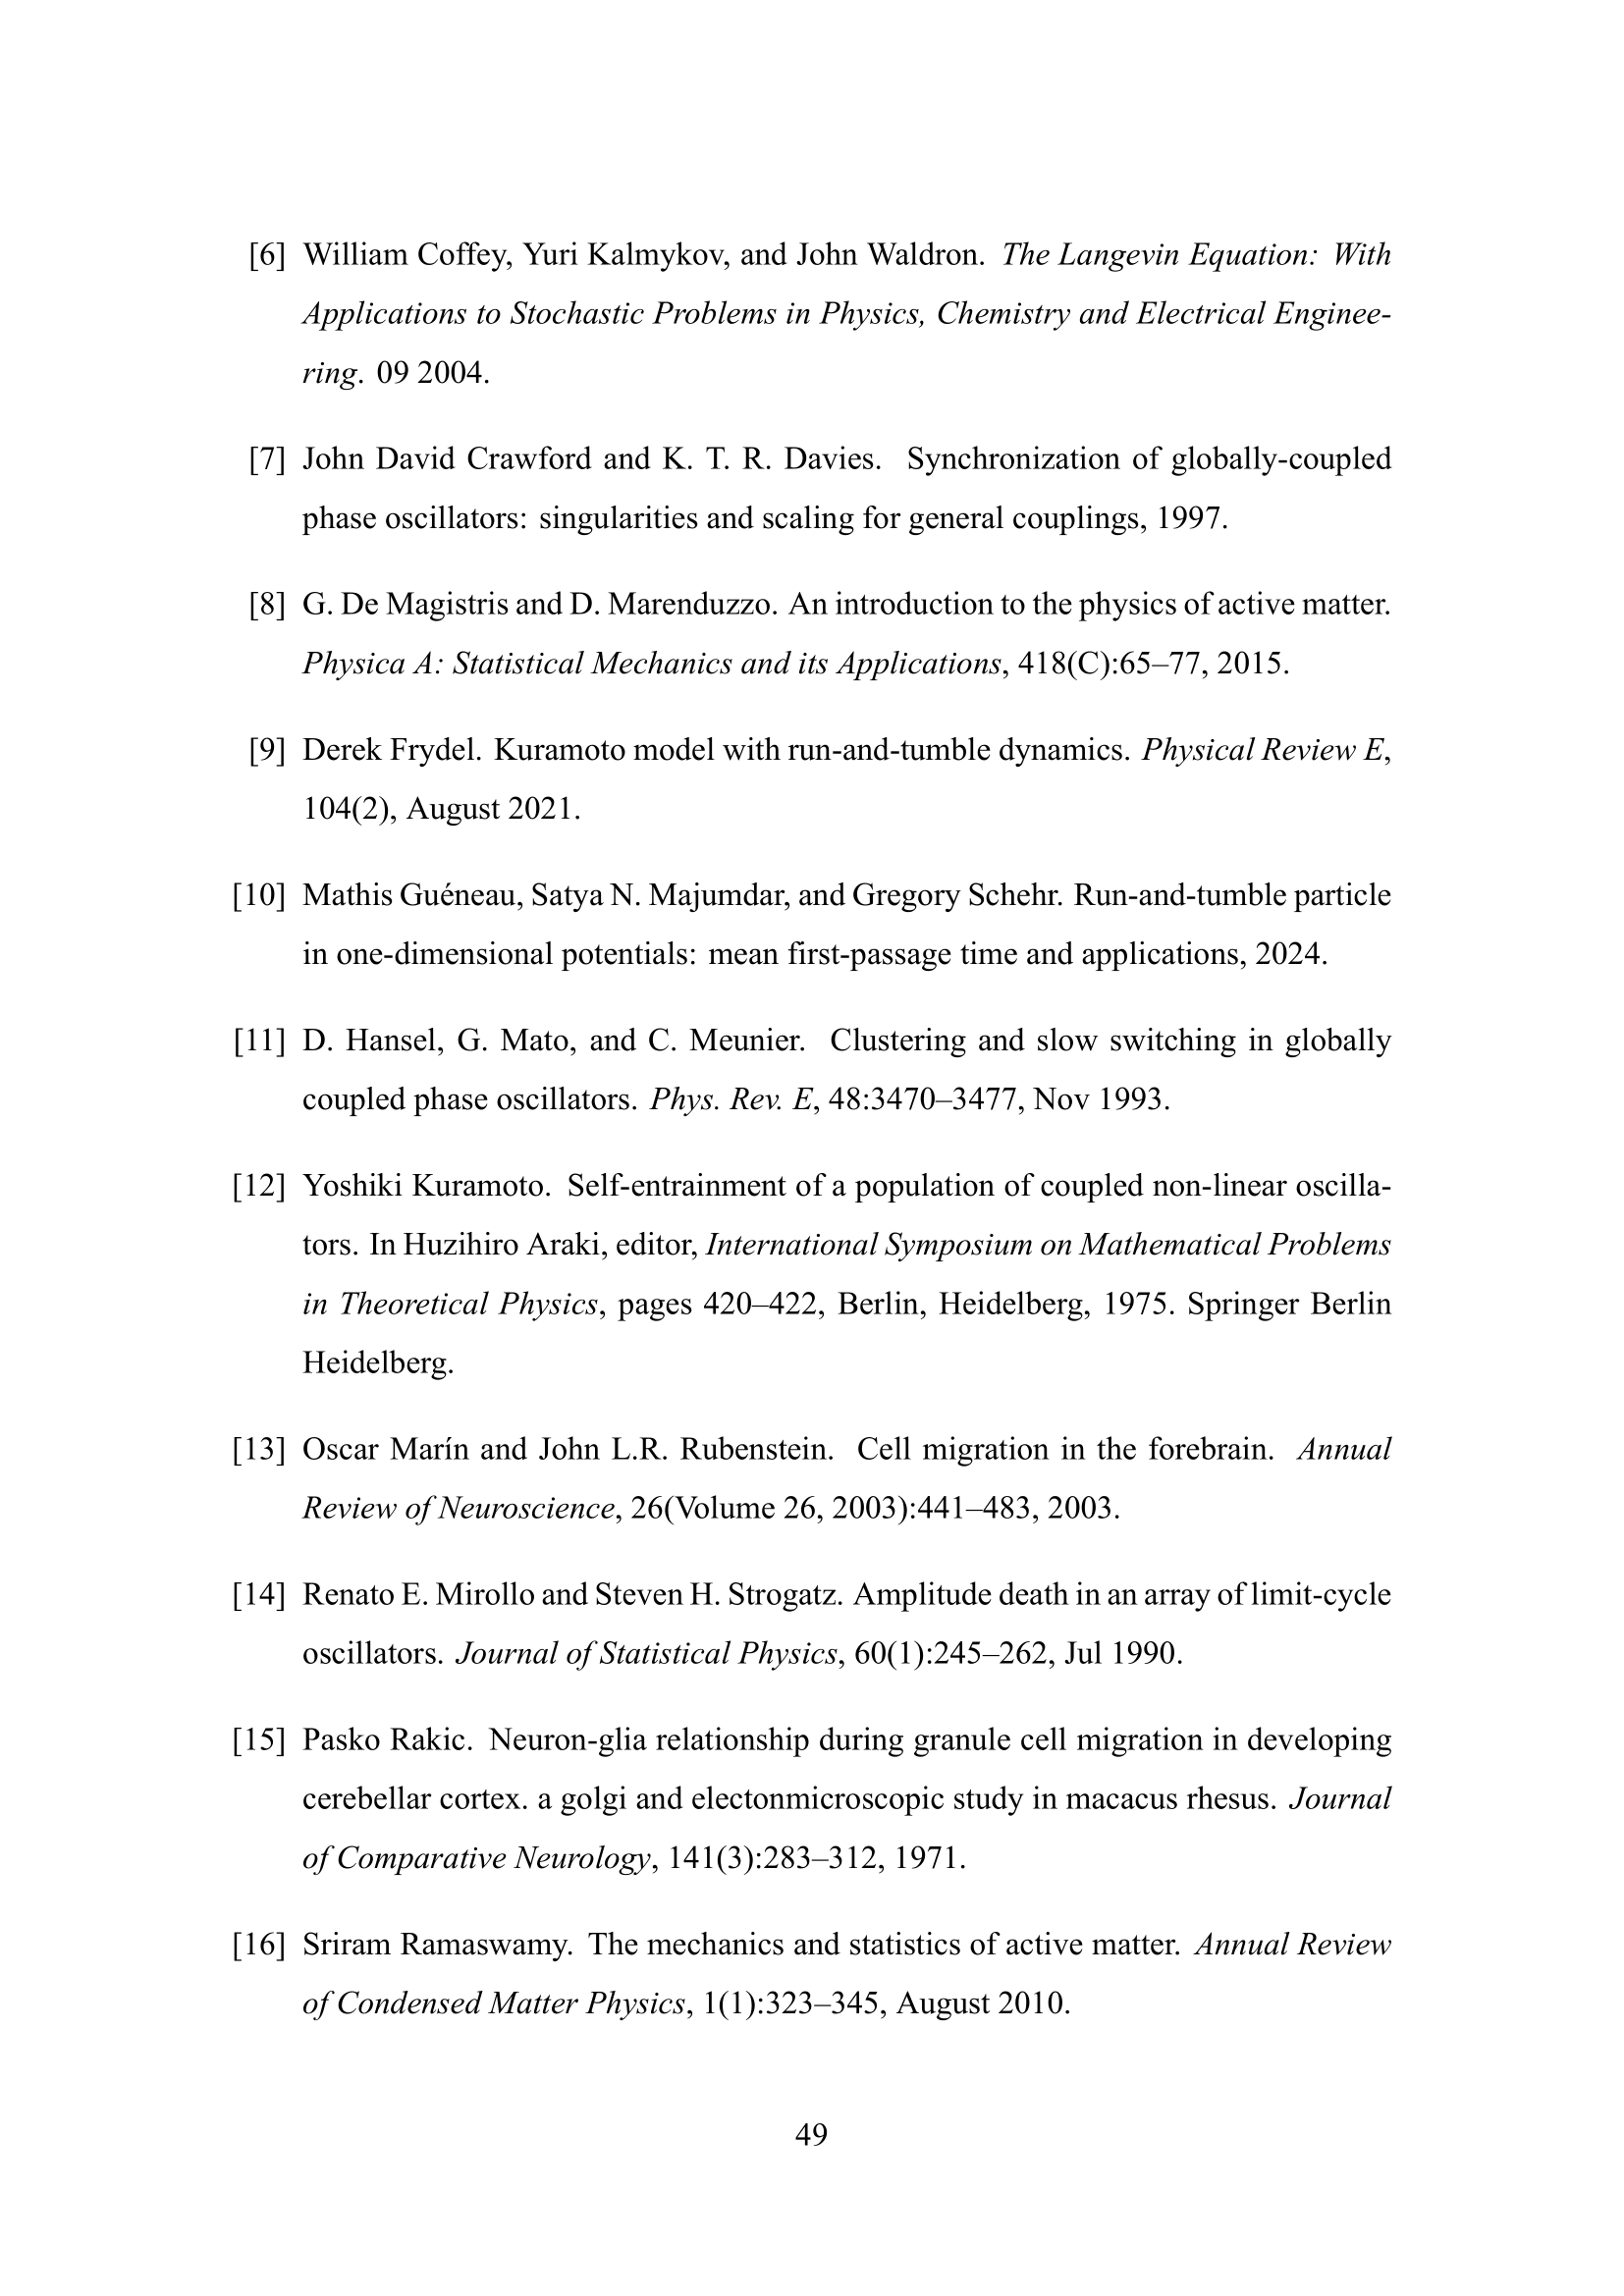 [6] William Coffey, Yuri Kalmykov, and John Waldron. The Langevin Equation: With
Applications to Stochastic Problems in Physics, Chemistry and Electrical Enginee-
ring. 09 2004.
[7] John David Crawford and K. T. R. Davies. Synchronization of globally-coupled
phase oscillators: singularities and scaling for general couplings, 1997.
[8] G. De Magistris and D. Marenduzzo. An introduction to the physics of active matter.
Physica A: Statistical Mechanics and its Applications, 418(C):65–77, 2015.
[9] Derek Frydel. Kuramoto model with run-and-tumble dynamics. Physical Review E,
104(2), August 2021.
[10] Mathis Guéneau, Satya N. Majumdar, and Gregory Schehr. Run-and-tumble particle
in one-dimensional potentials: mean first-passage time and applications, 2024.
[11] D. Hansel, G. Mato, and C. Meunier. Clustering and slow switching in globally
coupled phase oscillators. Phys. Rev. E, 48:3470–3477, Nov 1993.
[12] Yoshiki Kuramoto. Self-entrainment of a population of coupled non-linear oscilla-
tors. In Huzihiro Araki, editor, International Symposium on Mathematical Problems
in Theoretical Physics, pages 420–422, Berlin, Heidelberg, 1975. Springer Berlin
Heidelberg.
[13] Oscar Marín and John L.R. Rubenstein. Cell migration in the forebrain. Annual
Review of Neuroscience, 26(Volume 26, 2003):441–483, 2003.
[14] Renato E. Mirollo and Steven H. Strogatz. Amplitude death in an array of limit-cycle
oscillators. Journal of Statistical Physics, 60(1):245–262, Jul 1990.
[15] Pasko Rakic. Neuron-glia relationship during granule cell migration in developing
cerebellar cortex. a golgi and electonmicroscopic study in macacus rhesus. Journal
of Comparative Neurology, 141(3):283–312, 1971.
[16] Sriram Ramaswamy. The mechanics and statistics of active matter. Annual Review
of Condensed Matter Physics, 1(1):323–345, August 2010.
49